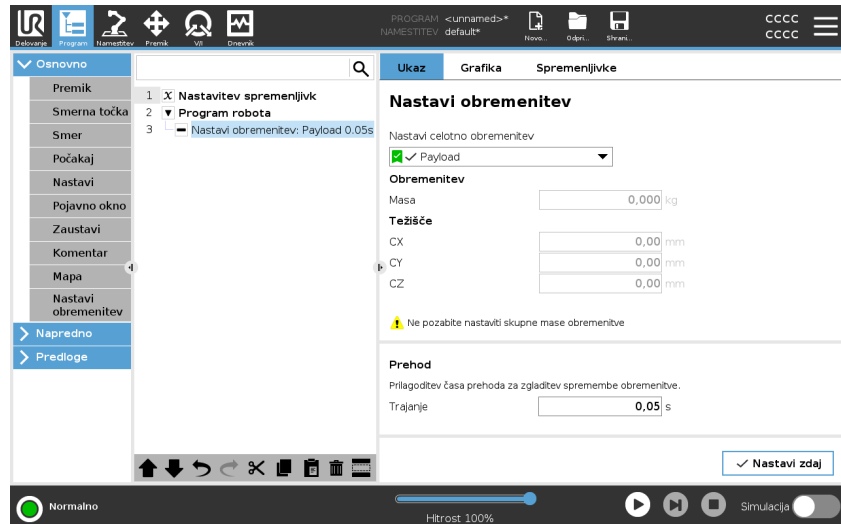 UR
Delovanje
Program
Namestitev
Premik
V/I
Dnevnik
PROGRAM <unnamed>*
NAMESTITEV default*
Novo...
Odpri...
Shrani...
cccc
cccc
Osnovno
Premik
Smerna točka
Smer
Počakaj
Nastavi
Pojavno okno
Zaustavi
Komentar
Mapa
Nastavi
obremenitev
Napredno
Predloge
1 X Nastavitev spremenljivk
2 Program robota
3 Nastavi obremenitev: Payload 0.05s
Ukaz
Grafika
Spremenljivke
Nastavi obremenitev
Nastavi celotno obremenitev
Payload
Obremenitev
Masa 0,000 kg
Težišče
CX 0,00 mm
CY 0,00 mm
CZ 0,00 mm
Ne pozabite nastaviti skupne mase obremenitve
Prehod
Prilagoditev časa prehoda za zgladitev spremembe obremenitve.
Trajanje 0,05 s
Nastavi zdaj
Normalno
Hitrost 100%
Simulacija